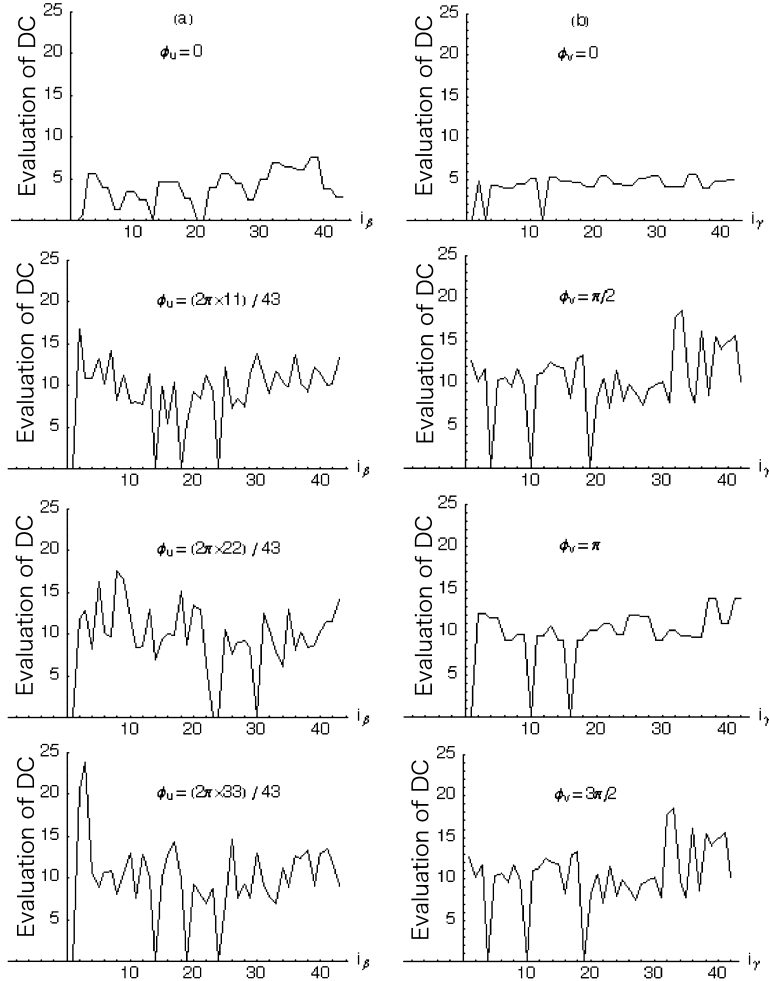 (a)
Evaluation of DC
25
20
15
10
5
ϕu = 0
10 20 30 40 iβ
(b)
Evaluation of DC
25
20
15
10
5
ϕv = 0
10 20 30 40 iγ
Evaluation of DC
25
20
15
10
5
ϕu = (2π×11) / 43
10 20 30 40 iβ
Evaluation of DC
25
20
15
10
5
ϕv = π/2
10 20 30 40 iγ
Evaluation of DC
25
20
15
10
5
ϕu = (2π×22) / 43
10 20 30 40 iβ
Evaluation of DC
25
20
15
10
5
ϕv = π
10 20 30 40 iγ
Evaluation of DC
25
20
15
10
5
ϕu = (2π×33) / 43
10 20 30 40 iβ
Evaluation of DC
25
20
15
10
5
ϕv = 3π/2
10 20 30 40 iγ